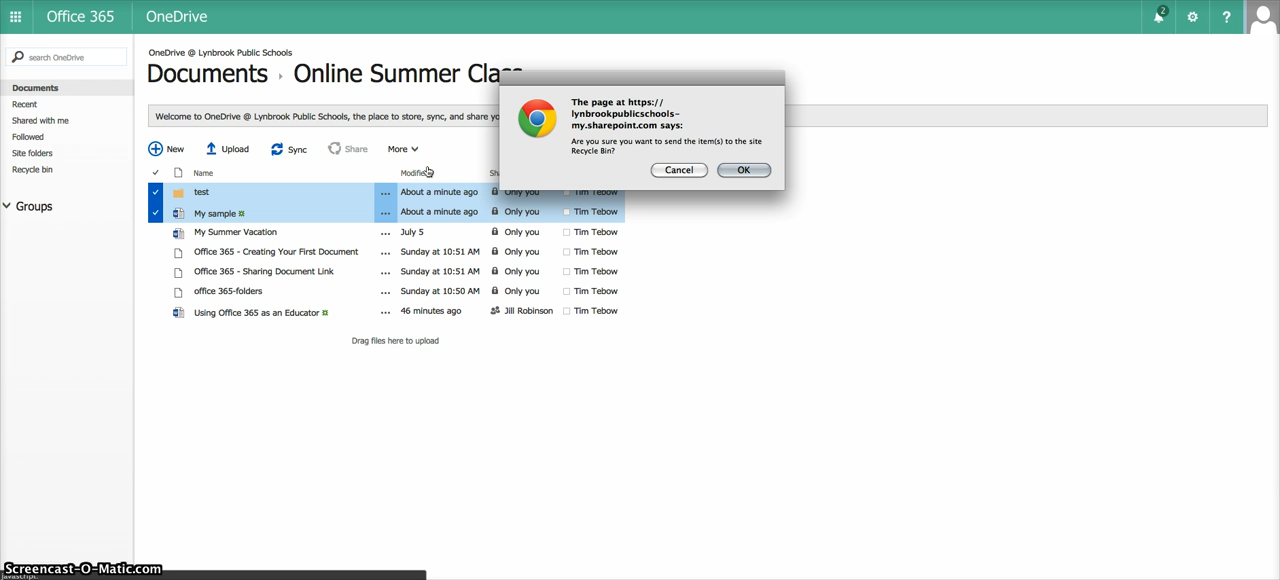 Office 365
OneDrive
2
?
search OneDrive
Documents
Recent
Shared with me
Followed
Site folders
Recycle bin
Groups
OneDrive @ Lynbrook Public Schools
Documents Online Summer Class
Welcome to OneDrive @ Lynbrook Public Schools, the place to store, sync, and share yo
New Upload Sync Share More
Name Modified Sh
test ... About a minute ago Only you Tim Tebow
My sample ... About a minute ago Only you Tim Tebow
My Summer Vacation ... July 5 Only you Tim Tebow
Office 365 - Creating Your First Document ... Sunday at 10:51 AM Only you Tim Tebow
Office 365 - Sharing Document Link ... Sunday at 10:51 AM Only you Tim Tebow
office 365-folders ... Sunday at 10:50 AM Only you Tim Tebow
Using Office 365 as an Educator ... 46 minutes ago Jill Robinson Tim Tebow
Drag files here to upload
The page at https://
lynbrookpublicschools-
my.sharepoint.com says:
Are you sure you want to send the item(s) to the site
Recycle Bin?
Cancel OK
Screencast-O-Matic.com